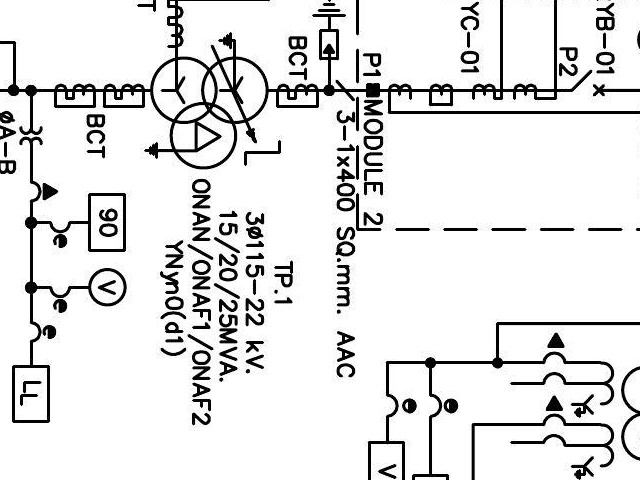 YC-01
YB-01
P2
BCT
P1
MODULE 2
3-1x400 SQ.mm. AAC
BCT
øA-B
90
V
LL
TP.1
3ø115-22 kV.
15/20/25MVA.
ONAN/ONAF1/ONAF2
YNyn0(d1)
V